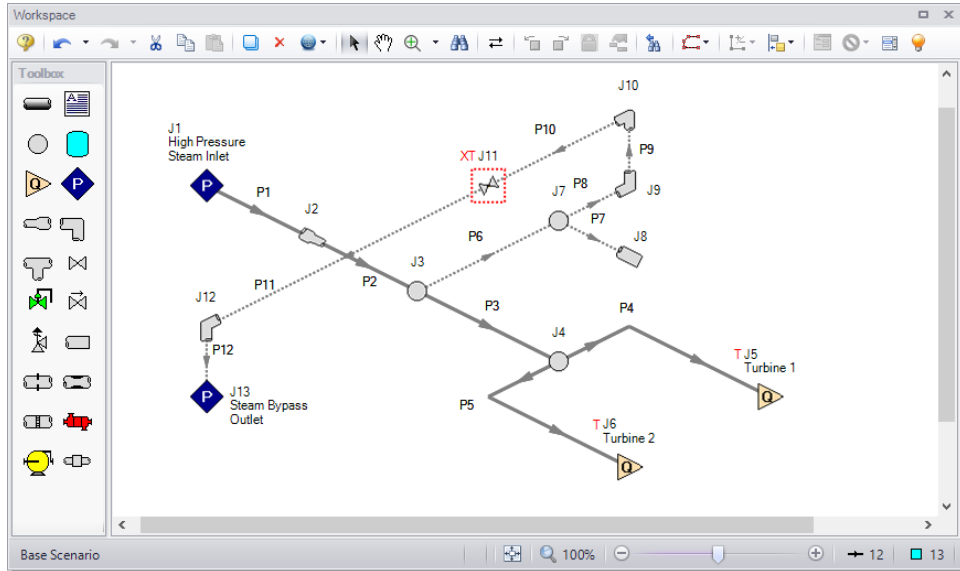 Workspace
Toolbox
A
Q
P
J1
High Pressure
Steam Inlet
P
P1
J2
P2
J3
P3
J4
P4
P5
T J5
Turbine 1
Q
T J6
Turbine 2
Q
P6
J7
P7
J8
P8
J9
P9
J10
P10
XT J11
P11
J12
P12
P
J13
Steam Bypass
Outlet
Base Scenario
100%
12
13